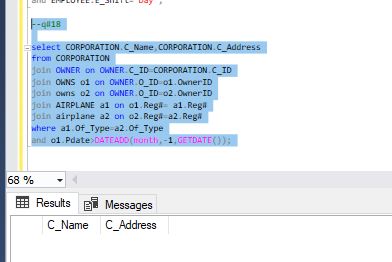 and EMPLOYEE.E_Shift='Day';
--q#18
select CORPORATION.C_Name,CORPORATION.C_Address
from CORPORATION
join OWNER on OWNER.C_ID=CORPORATION.C_ID
join OWNS o1 on OWNER.O_ID=o1.OwnerID
join owns o2 on OWNER.O_ID=o2.OwnerID
join AIRPLANE a1 on o1.Reg#= a1.Reg#
join airplane a2 on o2.Reg#=a2.Reg#
where a1.Of_Type=a2.Of_Type
and o1.Pdate>DATEADD(month,-1,GETDATE());
68 %
Results Messages
C_Name C_Address